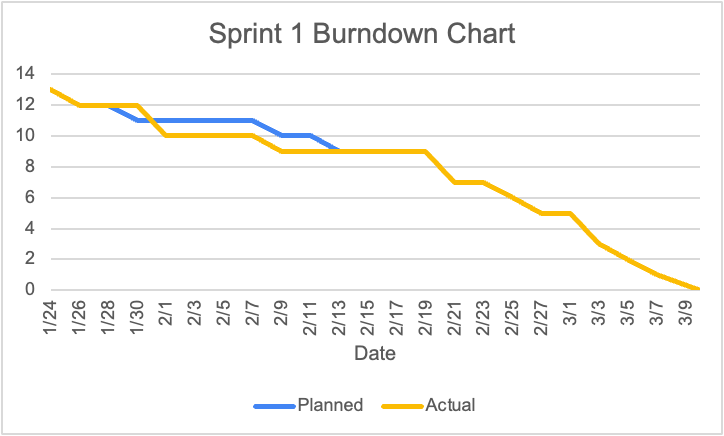 Sprint 1 Burndown Chart
14
12
10
8
6
4
2
0
1/24 1/26 1/28 1/30 2/1 2/3 2/5 2/7 2/9 2/11 2/13 2/15 2/17 2/19 2/21 2/23 2/25 2/27 3/1 3/3 3/5 3/7 3/9
Date
Planned Actual